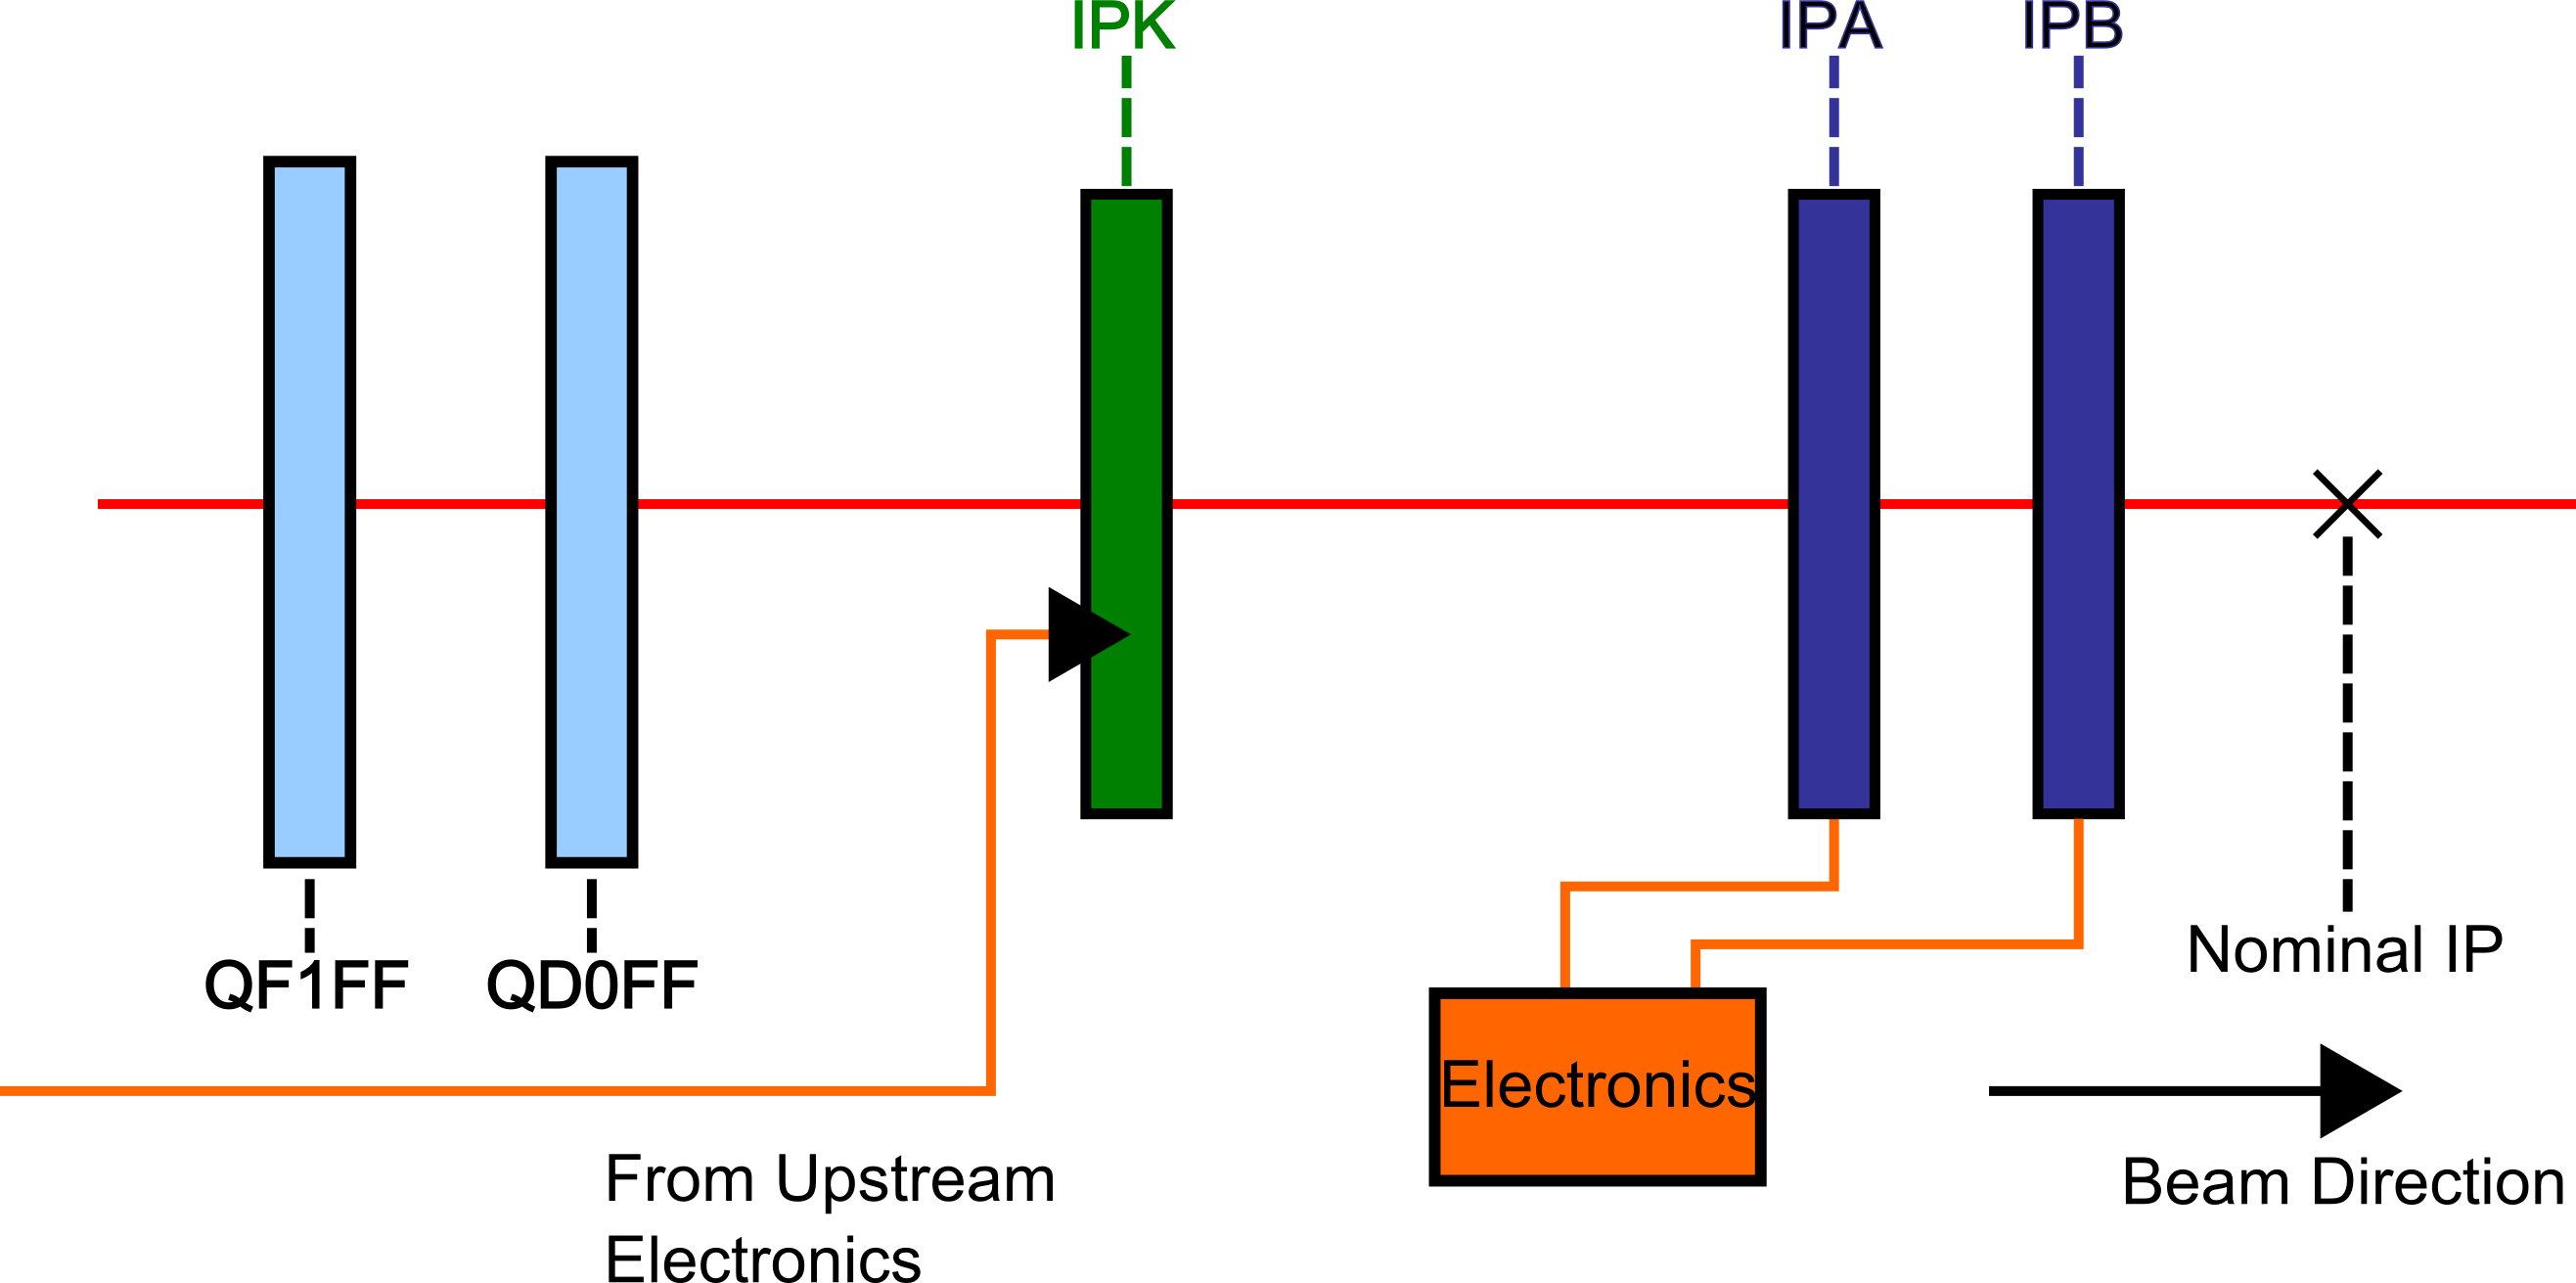 IPK
IPA
IPB
QF1FF
QD0FF
Nominal IP
Electronics
Beam Direction
From Upstream
Electronics